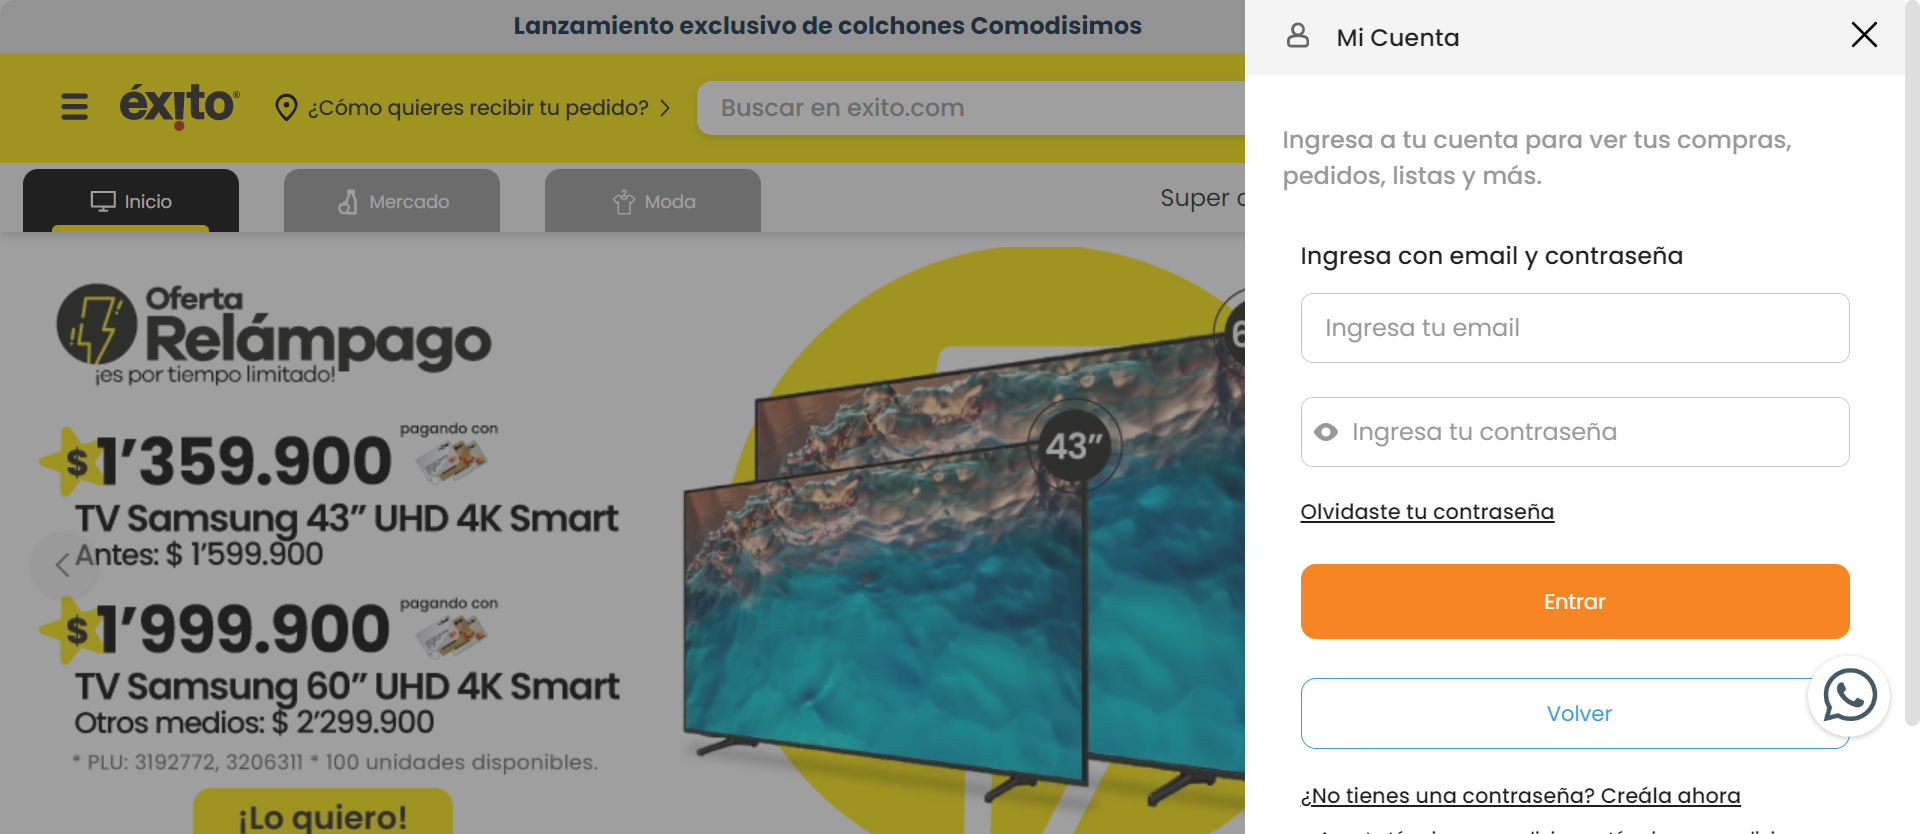 Lanzamiento exclusivo de colchones Comodisimos
Mi Cuenta
éxito®
¿Cómo quieres recibir tu pedido?
Buscar en exito.com
Inicio
Mercado
Moda
Super
Ingresa a tu cuenta para ver tus compras,
pedidos, listas y más.
Ingresa con email y contraseña
Ingresa tu email
Ingresa tu contraseña
Olvidaste tu contraseña
Entrar
Volver
¿No tienes una contraseña? Creála ahora
Oferta
Relámpago
¡es por tiempo limitado!
$ 1'359.900
pagando con
TV Samsung 43” UHD 4K Smart
Antes: $ 1'599.900
$ 1'999.900
pagando con
TV Samsung 60” UHD 4K Smart
Otros medios: $ 2'299.900
* PLU: 3192772, 3206311 * 100 unidades disponibles.
¡Lo quiero!
43”
6